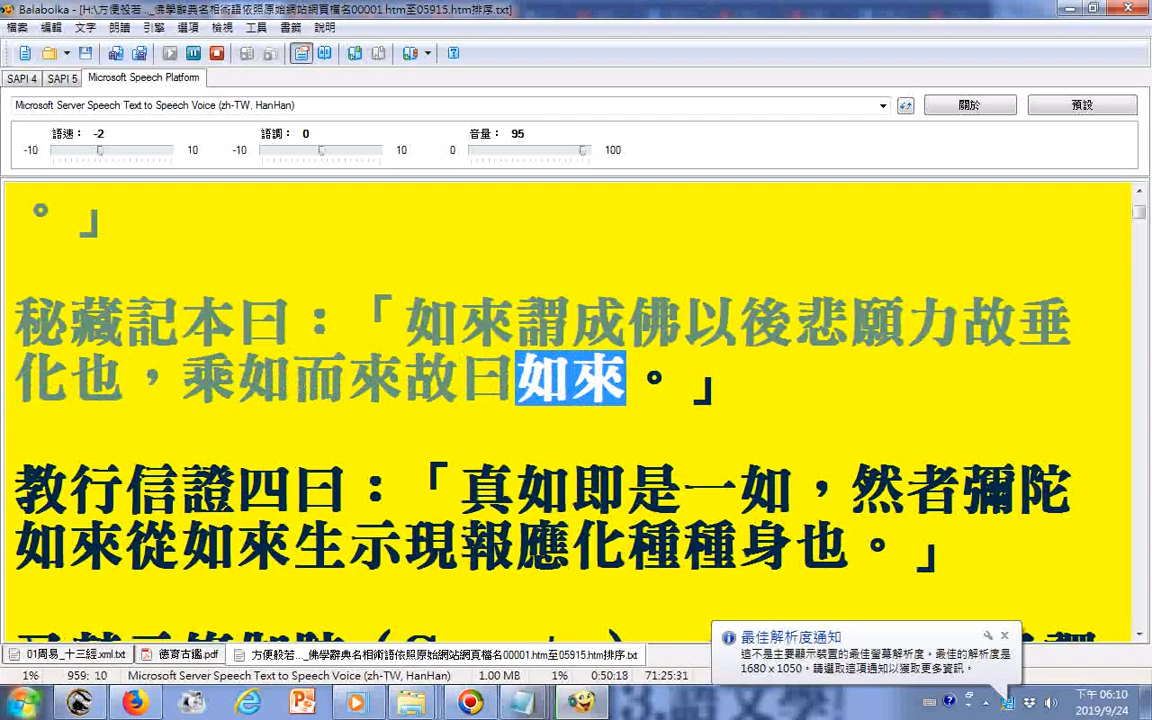 Balabolka - [H:\方便般若..._佛學辭典名相術語依照原始網站網頁檔名00001.htm至05915.htm排序.txt]
檔案 編輯 文字 朗讀 引擎 選項 檢視 工具 書籤 說明
SAPI 4 SAPI 5 Microsoft Speech Platform
Microsoft Server Speech Text to Speech Voice (zh-TW, HanHan) 關於 預設
語速： -2 語調： 0 音量： 95
-10 10 -10 10 0 100
。」
秘藏記本曰：「如來謂成佛以後悲願力故垂
化也，乘如而來故曰如來。」
教行信證四曰：「真如即是一如，然者彌陀
如來從如來生示現報應化種種身也。」
最佳解析度通知
這不是主要顯示裝置的最佳螢幕解析度。最佳的解析度是
1680 x 1050。請選取這項通知以獲取更多資訊。
01周易_十三經.xml.txt 德育古鑑.pdf 方便般若..._佛學辭典名相術語依照原始網站網頁檔名00001.htm至05915.htm排序.txt
1% 959: 10 Microsoft Server Speech Text to Speech Voice (zh-TW, HanHan) 1.00 MB 1% 0:50:18 71:25:31
下午 06:10
2019/9/24